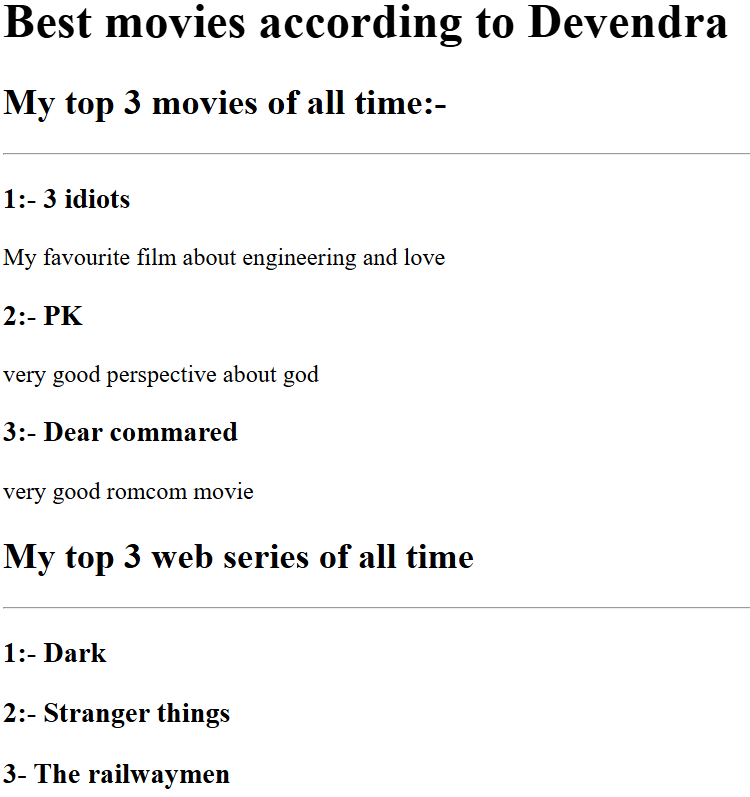 Best movies according to Devendra
My top 3 movies of all time:-
1:- 3 idiots
My favourite film about engineering and love
2:- PK
very good perspective about god
3:- Dear commared
very good romcom movie
My top 3 web series of all time
1:- Dark
2:- Stranger things
3- The railwaymen